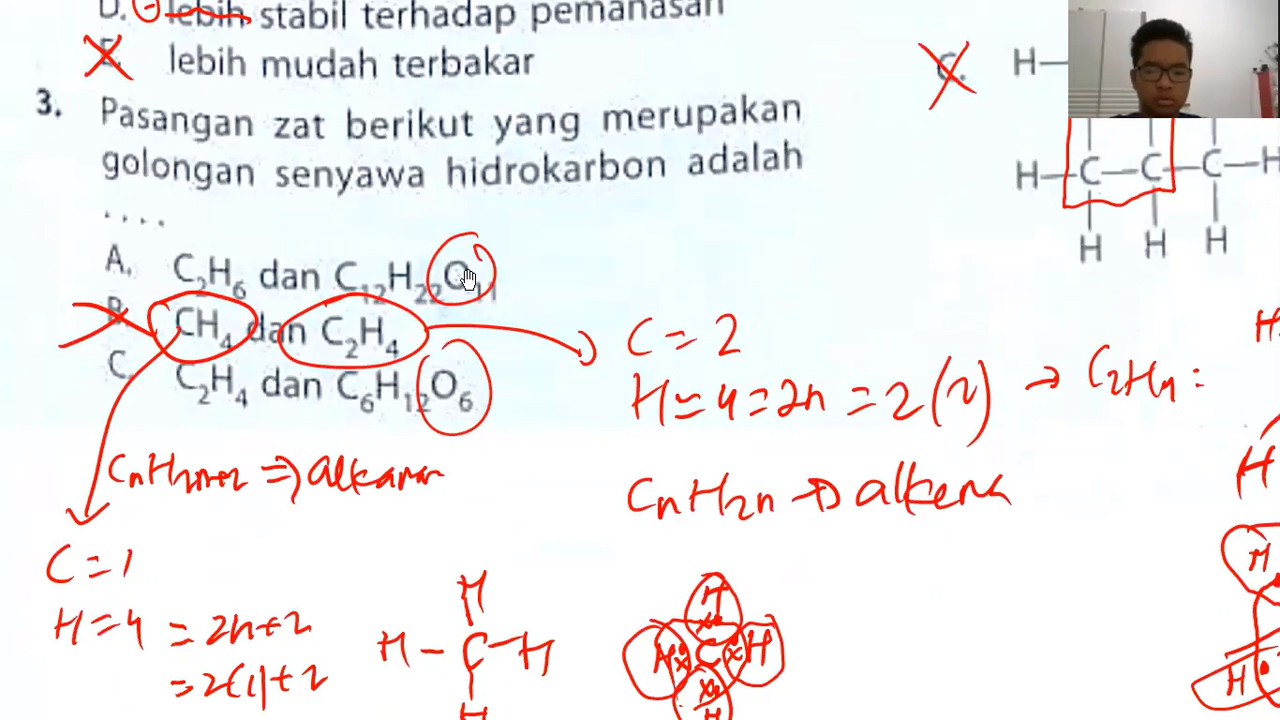 D. lebih stabil terhadap pemanasan
E. lebih mudah terbakar
3. Pasangan zat berikut yang merupakan
golongan senyawa hidrokarbon adalah
....
A. C₂H₆ dan C₁₂H₂₂O₁₁
B. CH₄ dan C₂H₄
C. C₂H₄ dan C₆H₁₂O₆
CnH2n+2 ⇒ alkana
C = 1
H = 4 = 2n+2
= 2(1)+2
H
H – C – H
H
H
H C H
H
C = 2
H = 4 = 2n = 2(2) → C₂H₄ =
CnH2n → alkena
C. H—
H—C—C—C—H
H H H
H
H
H
H